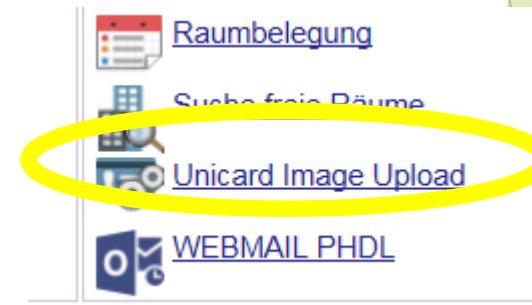 Raumbelegung
Suche freie Räume
Unicard Image Upload
WEBMAIL PHDL